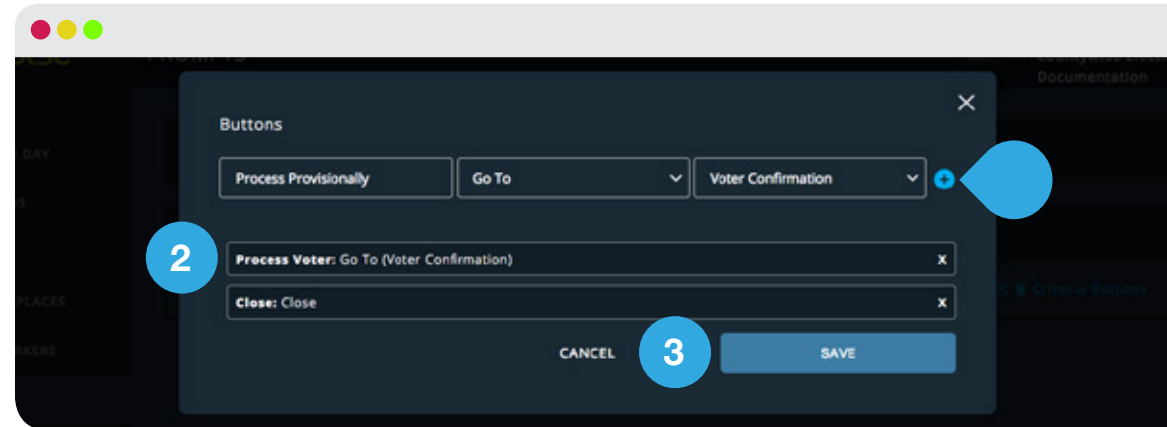 PROMPTS
Documentation
Buttons
DAY
Process Provisionally
Go To
Voter Confirmation
2
Process Voter: Go To (Voter Confirmation)
x
Close: Close
x
Criteria Buttons
PLACES
CANCEL
3
SAVE